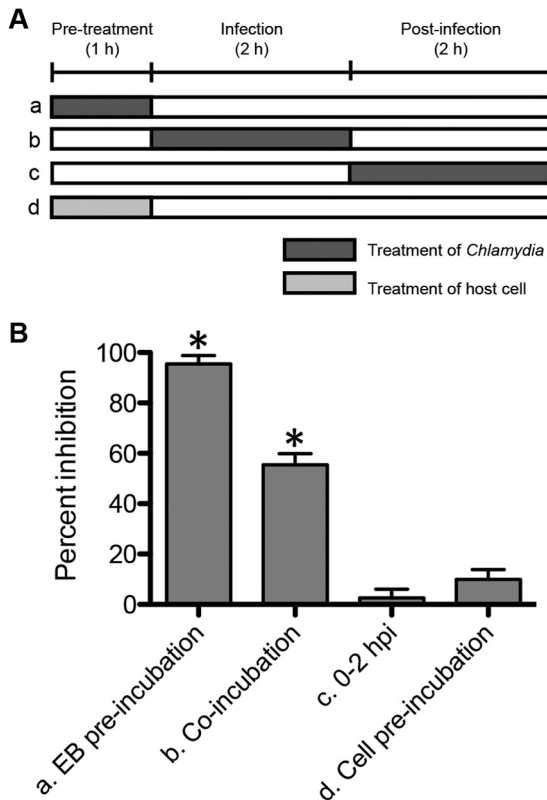 A
Pre-treatment
(1 h)
Infection
(2 h)
Post-infection
(2 h)
a
b
c
d
Treatment of Chlamydia
Treatment of host cell
B
Percent inhibition
100
80
60
40
20
0
*
*
a. EB pre-incubation
b. Co-incubation
c. 0-2 hpi
d. Cell pre-incubation